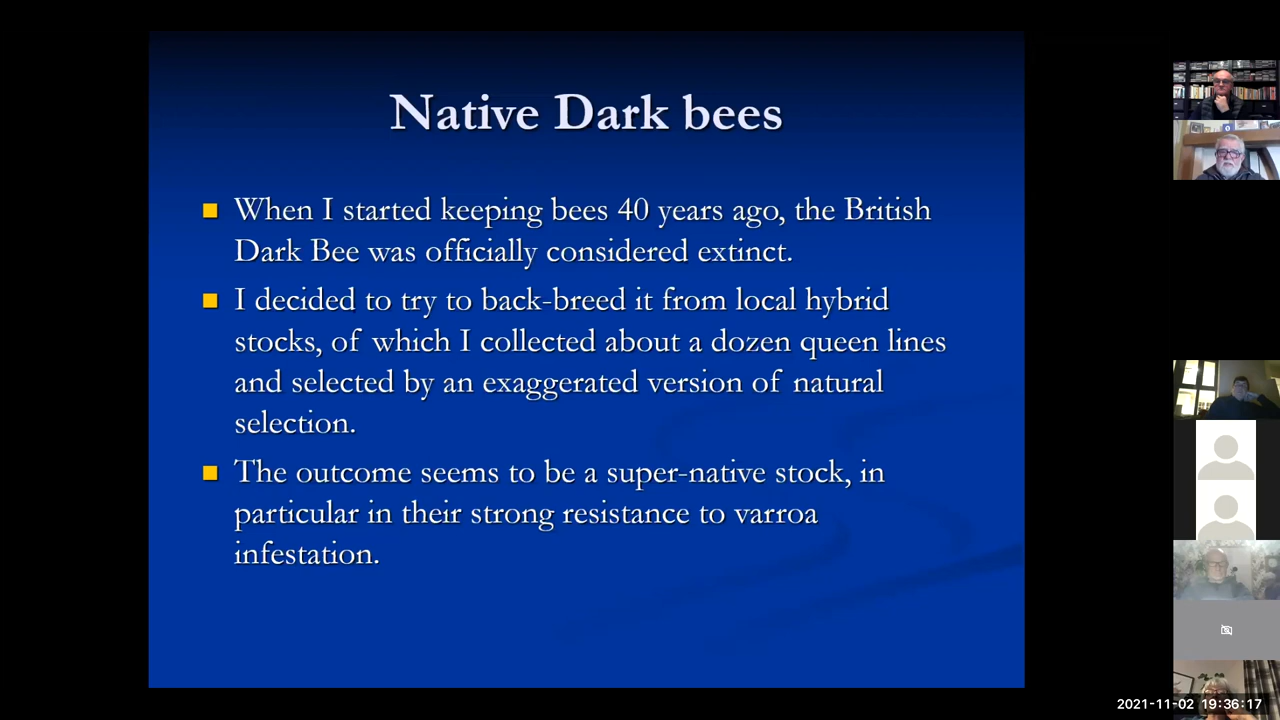 Native Dark bees
When I started keeping bees 40 years ago, the British
Dark Bee was officially considered extinct.
I decided to try to back-breed it from local hybrid
stocks, of which I collected about a dozen queen lines
and selected by an exaggerated version of natural
selection.
The outcome seems to be a super-native stock, in
particular in their strong resistance to varroa
infestation.
2021-11-02 19:36:17